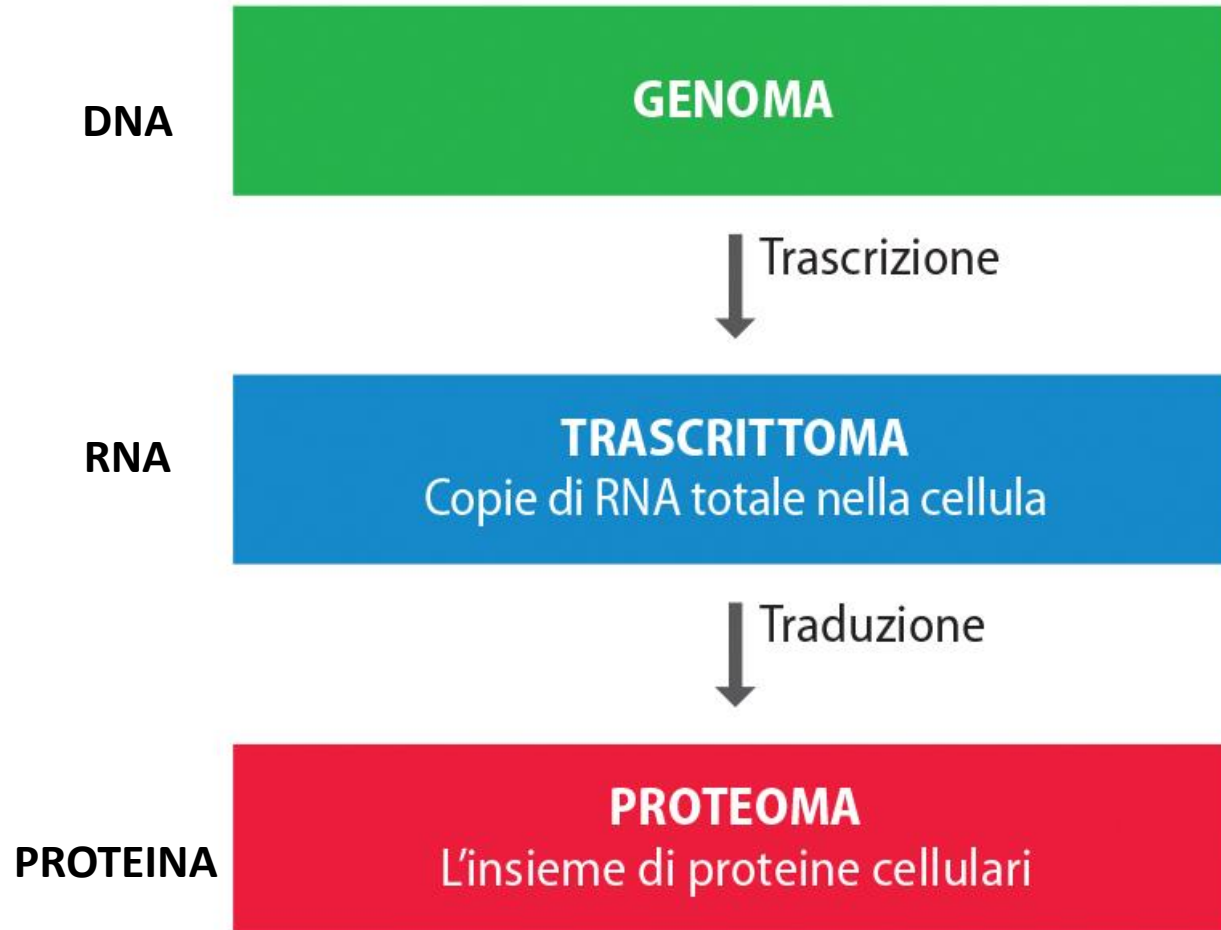 DNA
GENOMA
Trascrizione
RNA
TRASCRITTOMA
Copie di RNA totale nella cellula
Traduzione
PROTEINA
PROTEOMA
L’insieme di proteine cellulari